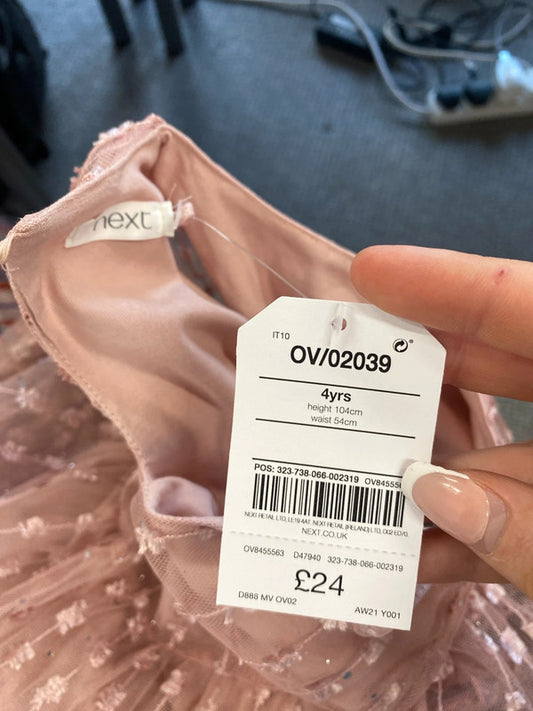 next
IT10
OV/02039
4yrs
height 104cm
waist 54cm
POS: 323-738-066-002319 OV845556
NEXT RETAIL LTD, LE19 4AT. NEXT RETAIL (IRELAND) LTD, D02 ED70.
NEXT.CO.UK
OV8455563 D47940 323-738-066-002319
£24
D886 MV OV02 AW21 Y001